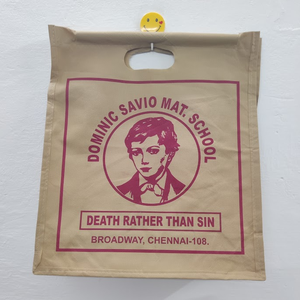 DOMINIC SAVIO MAT. SCHOOL
DEATH RATHER THAN SIN
BROADWAY, CHENNAI-108.